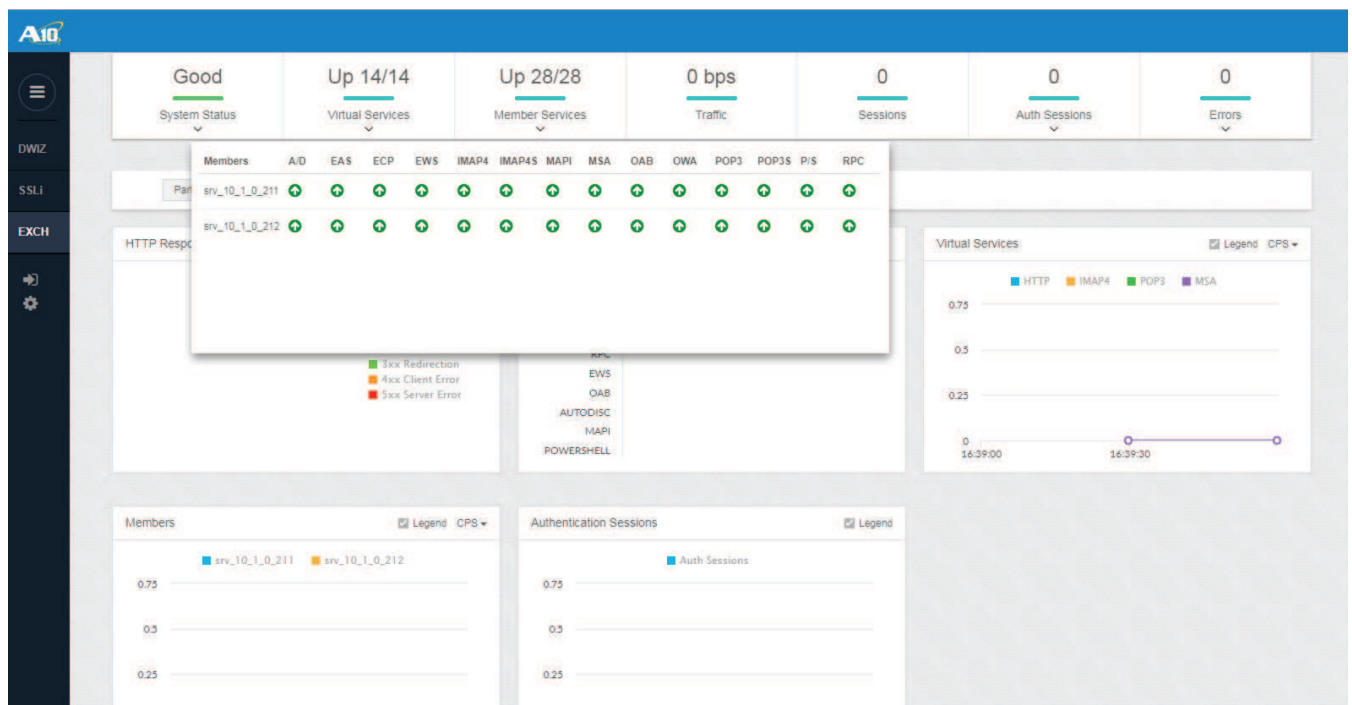 A10
Good Up 14/14 Up 28/28 0 bps 0 0 0
System Status Virtual Services Member Services Traffic Sessions Auth Sessions Errors
DWIZ
SSLi
EXCH
Members A/D EAS ECP EWS IMAP4 IMAP4S MAPI MSA OAB OWA POP3 POP3S P/S RPC
srv_10_1_0_211
srv_10_1_0_212
HTTP
3xx Redirection
4xx Client Error
5xx Server Error
RPC
EWS
OAB
AUTODISC
MAPI
POWERSHELL
Virtual Services Legend CPS
HTTP IMAP4 POP3 MSA
0.75
0.5
0.25
0
16:39:00 16:39:30
Members Legend CPS
srv_10_1_0_211 srv_10_1_0_212
0.75
0.5
0.25
Authentication Sessions Legend
Auth Sessions
0.75
0.5
0.25